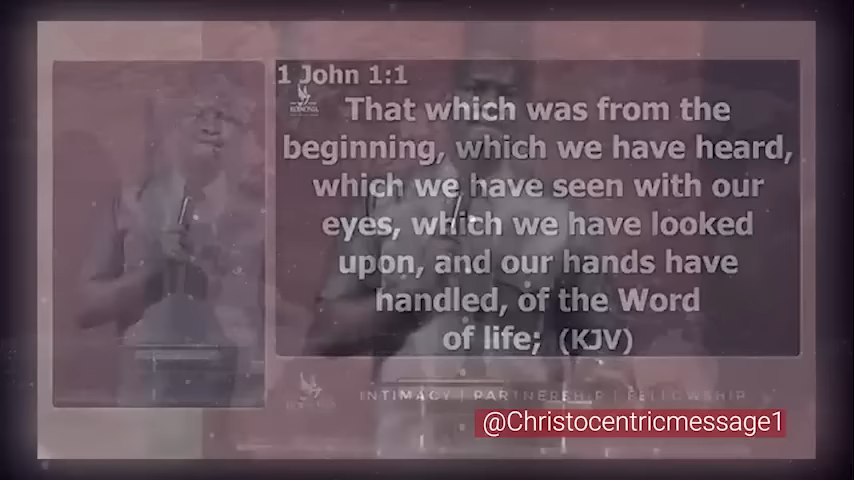 1 John 1:1
KOINONIA
That which was from the
beginning, which we have heard,
which we have seen with our
eyes, which we have looked
upon, and our hands have
handled, of the Word
of life; (KJV)
INTIMACY | PARTNERSHIP | FELLOWSHIP
@Christocentricmessage1